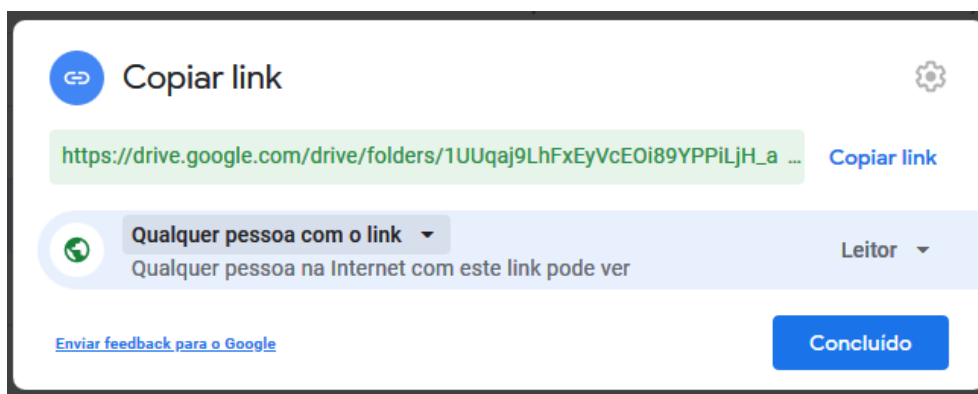 Copiar link
https://drive.google.com/drive/folders/1UUqaj9LhFxEyVcEOi89YPPiLjH_a ... Copiar link
Qualquer pessoa com o link
Qualquer pessoa na Internet com este link pode ver
Leitor
Enviar feedback para o Google
Concluído